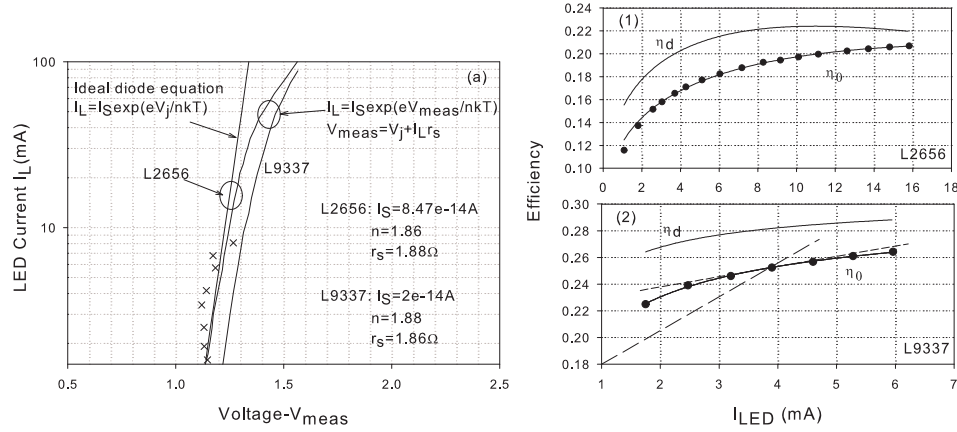 (a)
100
Ideal diode equation
I_L=I_S exp(eV_j/nkT)
I_L=I_S exp(eV_meas/nkT)
V_meas=V_j+I_L r_s
L9337
L2656
L2656: I_S=8.47e-14A
n=1.86
r_s=1.88Ω
L9337: I_S=2e-14A
n=1.88
r_s=1.86Ω
LED Current I_L(mA)
10
0.5 1.0 1.5 2.0 2.5
Voltage-V_meas
(1)
η_d
η_0
L2656
0.24
0.22
0.20
0.18
0.16
0.14
0.12
0.10
0 2 4 6 8 10 12 14 16 18
Efficiency
(2)
η_d
η_0
L9337
0.30
0.28
0.26
0.24
0.22
0.20
0.18
1 2 3 4 5 6 7
I_LED (mA)